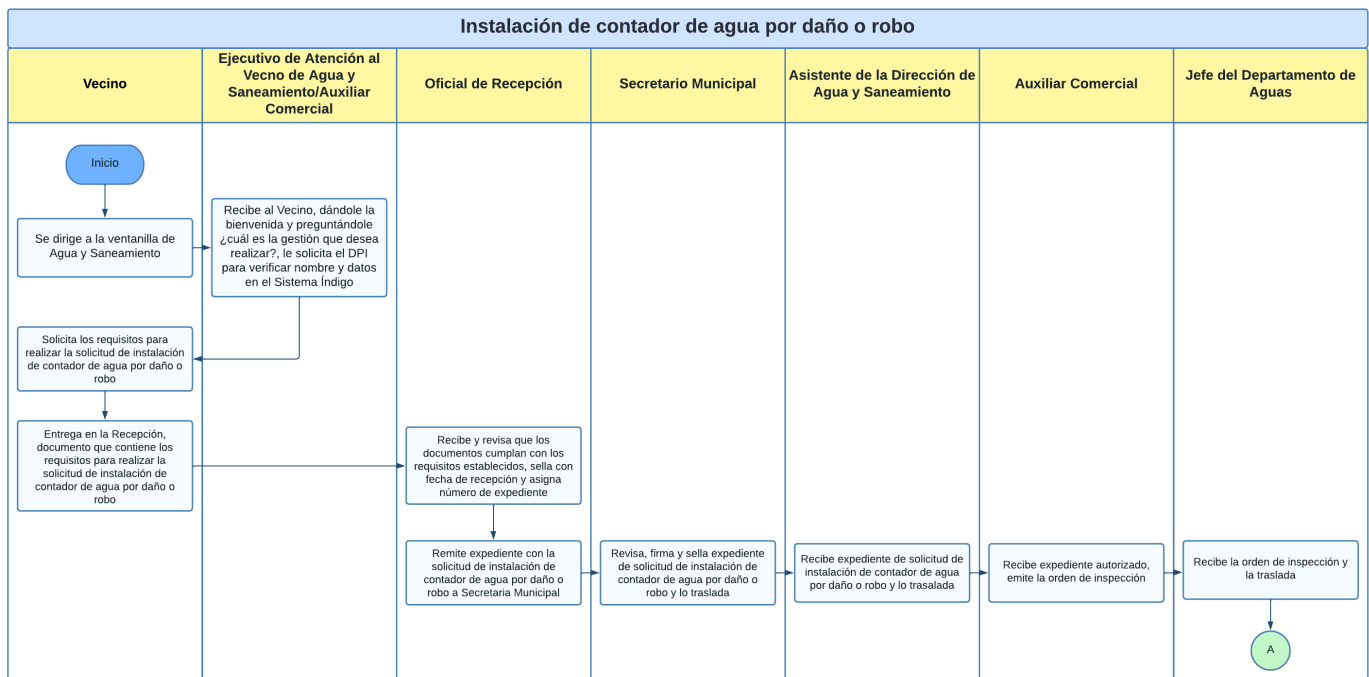 Instalación de contador de agua por daño o robo
Vecino
Ejecutivo de Atención al
Vecno de Agua y
Saneamiento/Auxiliar
Comercial
Oficial de Recepción
Secretario Municipal
Asistente de la Dirección de
Agua y Saneamiento
Auxiliar Comercial
Jefe del Departamento de
Aguas
Inicio
Se dirige a la ventanilla de
Agua y Saneamiento
Recibe al Vecino, dándole la
bienvenida y preguntándole
¿cuál es la gestión que desea
realizar?, le solicita el DPI
para verificar nombre y datos
en el Sistema Índigo
Solicita los requisitos para
realizar la solicitud de instalación
de contador de agua por daño o
robo
Entrega en la Recepción,
documento que contiene los
requisitos para realizar la
solicitud de instalación de
contador de agua por daño o
robo
Recibe y revisa que los
documentos cumplan con los
requisitos establecidos, sella con
fecha de recepción y asigna
número de expediente
Remite expediente con la
solicitud de instalación de
contador de agua por daño o
robo a Secretaria Municipal
Revisa, firma y sella expediente
de solicitud de instalación de
contador de agua por daño o
robo y lo traslada
Recibe expediente de solicitud de
instalación de contador de agua
por daño o robo y lo trasalada
Recibe expediente autorizado,
emite la orden de inspección
Recibe la orden de inspección y
la traslada
A